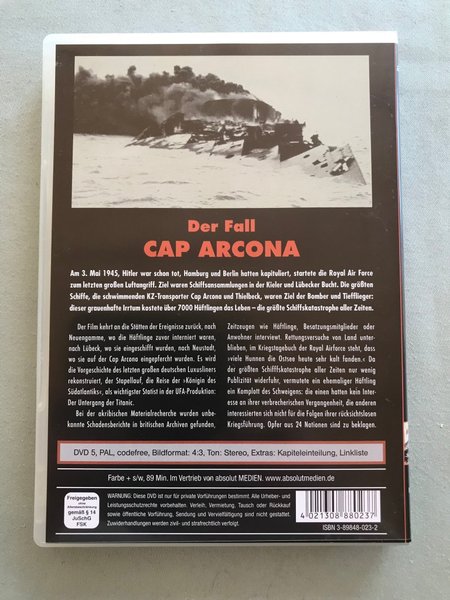 Der Fall
CAP ARCONA
Am 3. Mai 1945, Hitler war schon tot, Hamburg und Berlin hatten kapituliert, startete die Royal Air Force
zum letzten großen Luftangriff. Ziel waren Schiffsansammlungen in der Kieler und Lübecker Bucht. Die größten
Schiffe, die schwimmenden KZ-Transporter Cap Arcona und Thielbeck, waren Ziel der Bomber und Tiefflieger:
dieser grauenhafte Irrtum kostete über 7000 Häftlingen das Leben – die größte Schiffskatastrophe aller Zeiten.
Der Film kehrt an die Stätten der Ereignisse zurück, nach
Neuengamme, wo die Häftlinge zuvor interniert waren,
nach Lübeck, wo sie eingeschifft wurden, nach Neustadt,
wo sie auf der Cap Arcona eingepfercht wurden. Es wird
die Vorgeschichte des letzten großen deutschen Luxusliners
rekonstruiert, der Stapellauf, die Reise der ›Königin des
Südatlantiks‹, als wichtigster Statist in der UFA-Produktion:
Der Untergang der Titanic.
Bei der akribischen Materialrecherche wurden unbe-
kannte Schadensberichte in britischen Archiven gefunden,
Zeitzeugen wie Häftlinge, Besatzungsmitglieder oder
Anwohner interviewt. Rettungsversuche von Land unter-
blieben, im Kriegstagebuch der Royal Airforce steht, dass
›viele Hunnen die Ostsee heute sehr kalt fanden.‹ Da
der größten Schifffskatastrophe aller Zeiten nur wenig
Publizität widerfuhr, vermutete ein ehemaliger Häftling
ein Komplott des Schweigens: die einen hatten kein Inter-
esse an ihrer verbrecherischen Vergangenheit, die anderen
interessierten sich nicht für die Folgen ihrer rücksichtslosen
Kriegsführung. Opfer aus 24 Nationen sind zu beklagen.
DVD 5, PAL, codefree, Bildformat: 4:3, Ton: Stereo, Extras: Kapiteleinteilung, Linkliste
Farbe + s/w, 89 Min. im Vertrieb von absolut MEDIEN. www.absolutmedien.de
Freigegeben
ohne
Altersbeschränkung
gemäß § 14
JuSchG
FSK
WARNUNG: Diese DVD ist nur für private Vorführungen bestimmt. Alle Urheber- und
Leistungsschutzrechte vorbehalten. Verleih, Vermietung, Tausch oder Rückkauf
sowie öffentliche Vorführung, Sendung und Vervielfältigung sind nicht gestattet.
Zuwiderhandlungen werden zivil- und strafrechtlich verfolgt.
4 021308 880237
ISBN 3-89848-023-2